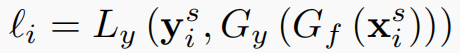 ℓ_i = L_y (𝐲_i^s, G_y (G_f (𝐱_i^s)))